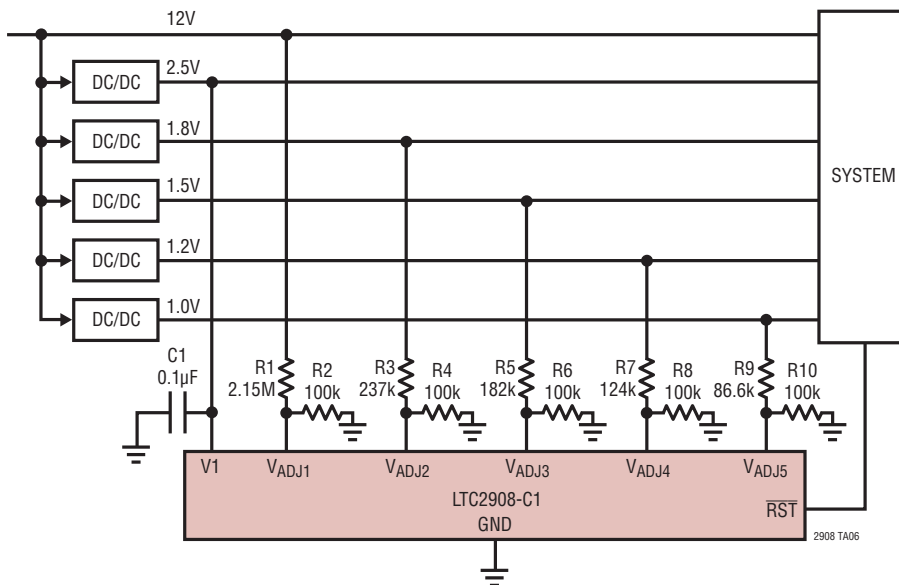 12V
DC/DC
2.5V
DC/DC
1.8V
DC/DC
1.5V
DC/DC
1.2V
DC/DC
1.0V
SYSTEM
C1
0.1µF
R1
2.15M
R2
100k
R3
237k
R4
100k
R5
182k
R6
100k
R7
124k
R8
100k
R9
86.6k
R10
100k
V1
VADJ1
VADJ2
VADJ3
VADJ4
VADJ5
LTC2908-C1
GND
RST
2908 TA06